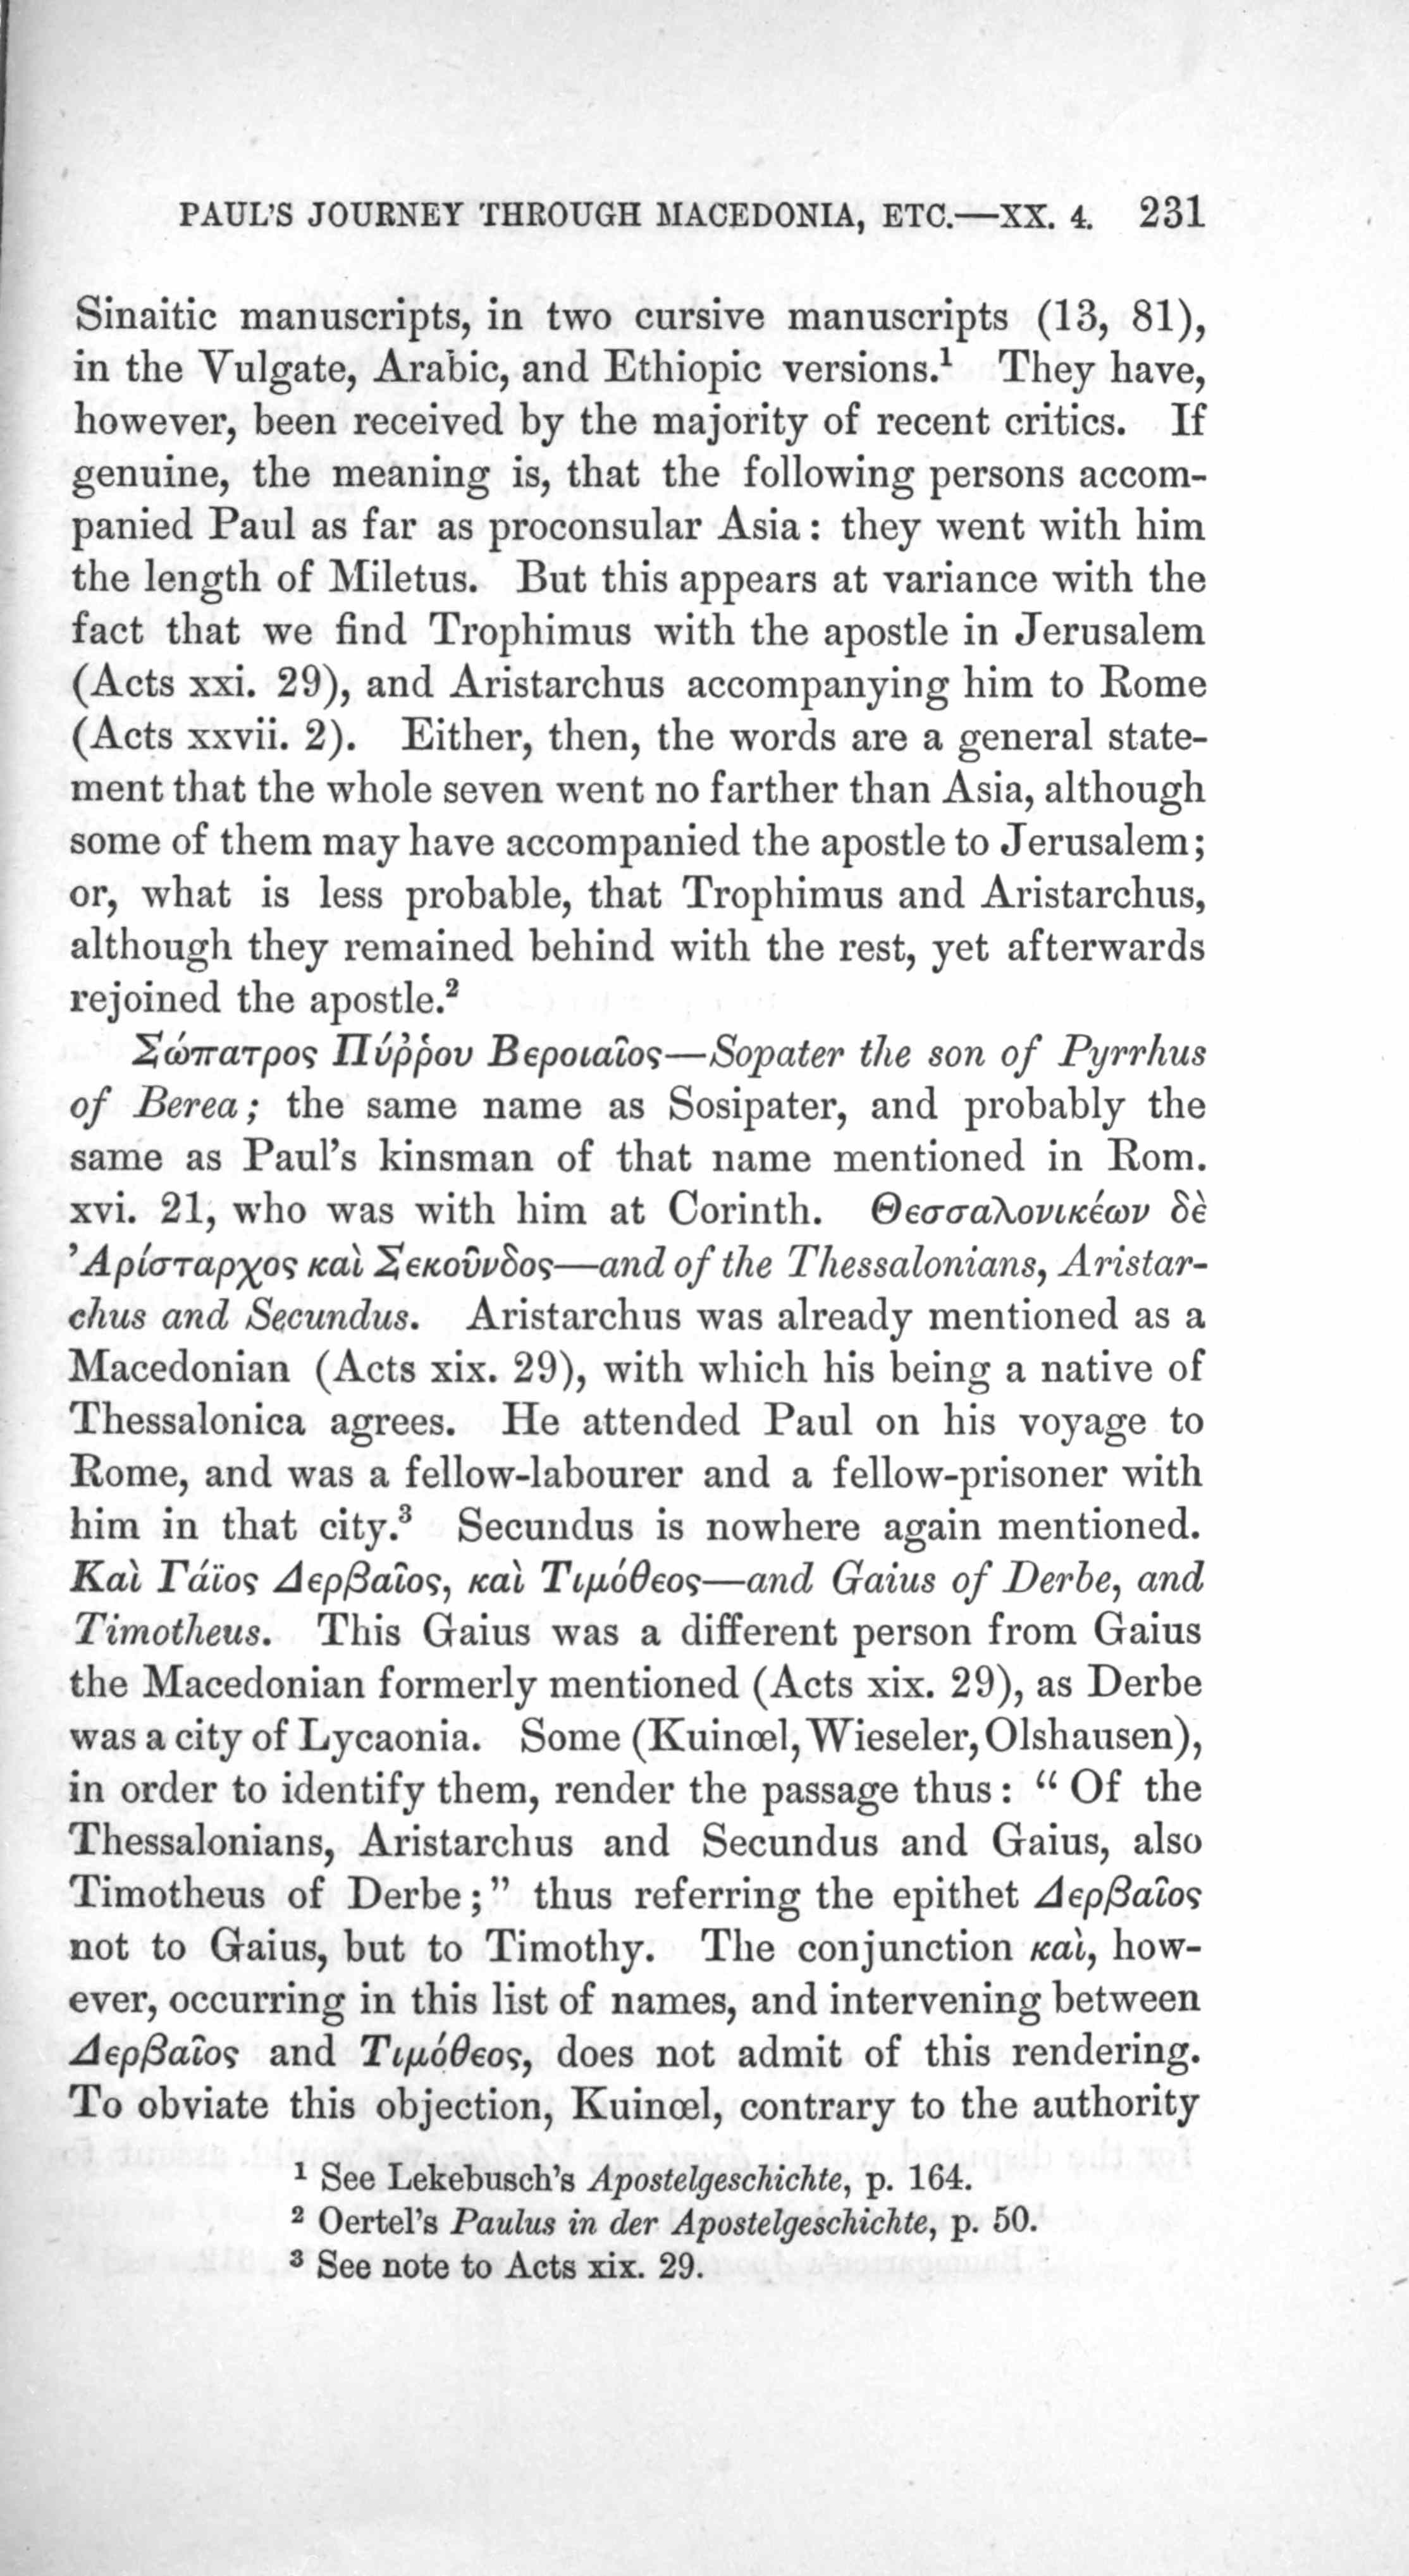 PAUL'S JOURNEY THROUGH MACEDONIA, ETC.—XX. 4. 231
Sinaitic manuscripts, in two cursive manuscripts (13, 81),
in the Vulgate, Arabic, and Ethiopic versions.¹ They have,
however, been received by the majority of recent critics. If
genuine, the meaning is, that the following persons accom-
panied Paul as far as proconsular Asia: they went with him
the length of Miletus. But this appears at variance with the
fact that we find Trophimus with the apostle in Jerusalem
(Acts xxi. 29), and Aristarchus accompanying him to Rome
(Acts xxvii. 2). Either, then, the words are a general state-
ment that the whole seven went no farther than Asia, although
some of them may have accompanied the apostle to Jerusalem;
or, what is less probable, that Trophimus and Aristarchus,
although they remained behind with the rest, yet afterwards
rejoined the apostle.²
Σώπατρος Πύῤῥου Βεροιαῖος—Sopater the son of Pyrrhus
of Berea; the same name as Sosipater, and probably the
same as Paul's kinsman of that name mentioned in Rom.
xvi. 21, who was with him at Corinth. Θεσσαλονικέων δὲ
Ἀρίσταρχος καὶ Σεκοῦνδος—and of the Thessalonians, Aristar-
chus and Secundus. Aristarchus was already mentioned as a
Macedonian (Acts xix. 29), with which his being a native of
Thessalonica agrees. He attended Paul on his voyage to
Rome, and was a fellow-labourer and a fellow-prisoner with
him in that city.³ Secundus is nowhere again mentioned.
Καὶ Γάϊος Δερβαῖος, καὶ Τιμόθεος—and Gaius of Derbe, and
Timotheus. This Gaius was a different person from Gaius
the Macedonian formerly mentioned (Acts xix. 29), as Derbe
was a city of Lycaonia. Some (Kuinœl, Wieseler, Olshausen),
in order to identify them, render the passage thus: " Of the
Thessalonians, Aristarchus and Secundus and Gaius, also
Timotheus of Derbe;" thus referring the epithet Δερβαῖος
not to Gaius, but to Timothy. The conjunction καὶ, how-
ever, occurring in this list of names, and intervening between
Δερβαῖος and Τιμόθεος, does not admit of this rendering.
To obviate this objection, Kuinœl, contrary to the authority
¹ See Lekebusch's Apostelgeschichte, p. 164.
² Oertel's Paulus in der Apostelgeschichte, p. 50.
³ See note to Acts xix. 29.